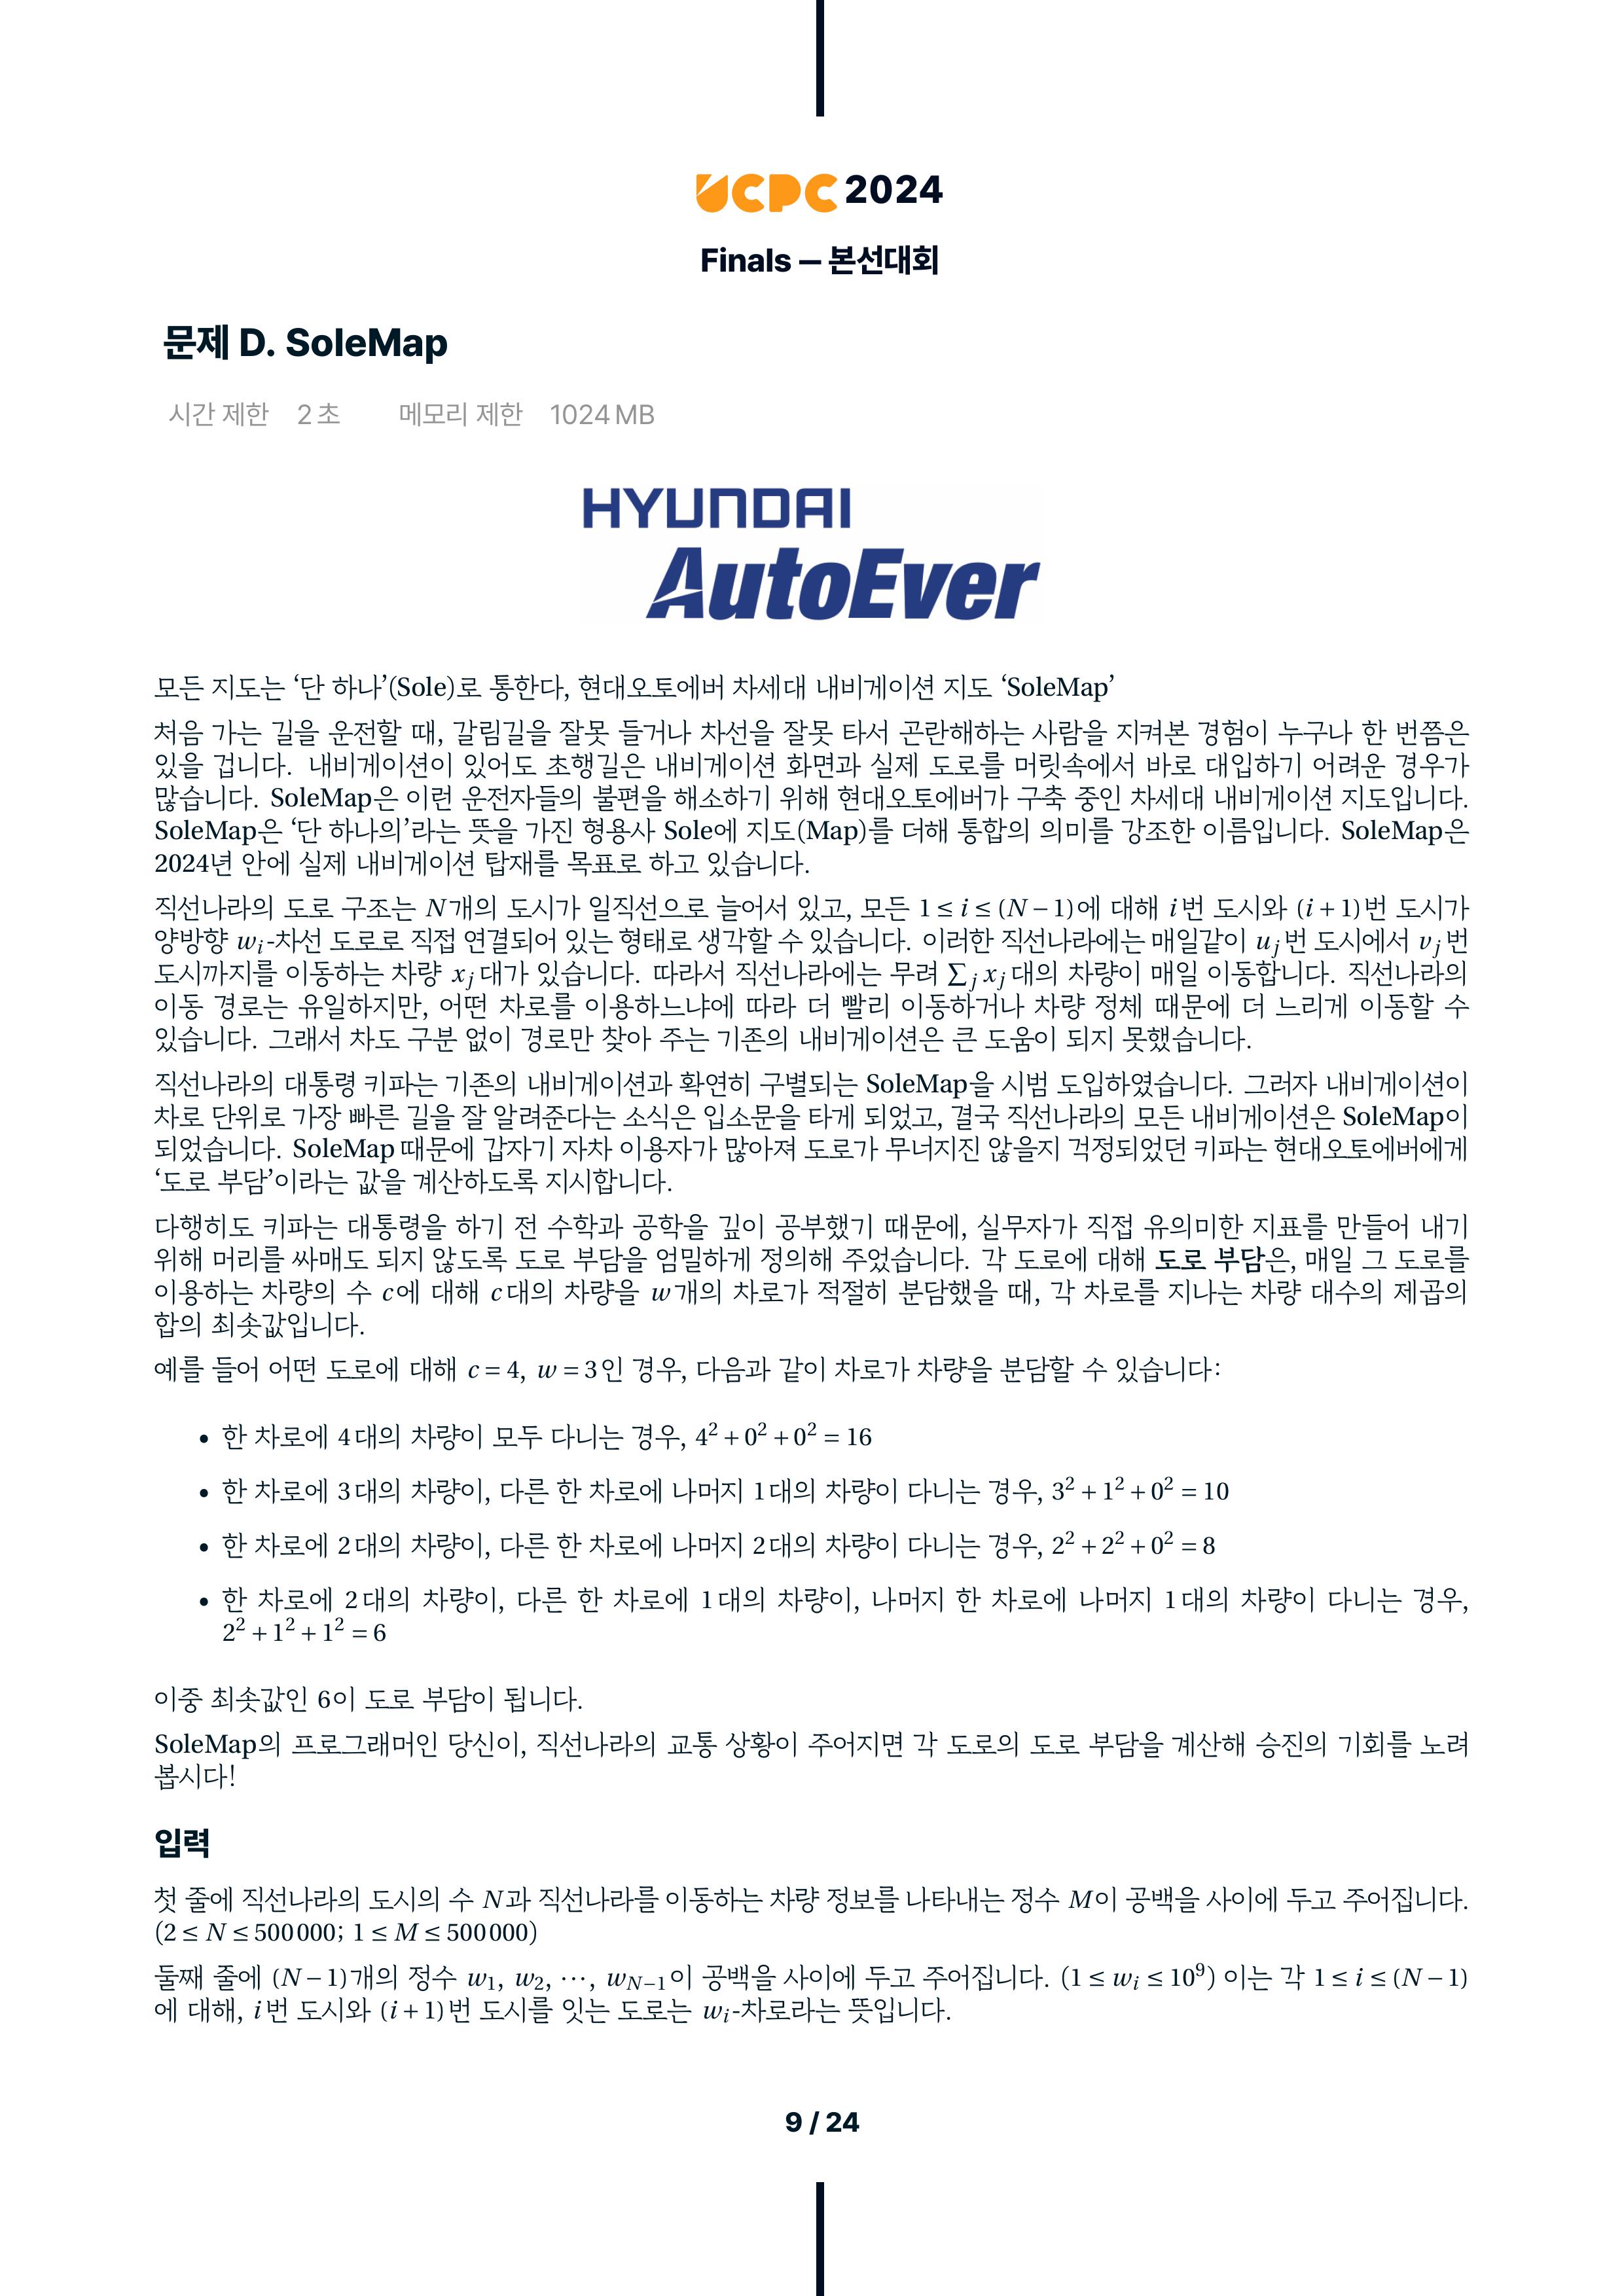 UCPC 2024
Finals — 본선대회
문제 D. SoleMap
시간 제한 2 초 메모리 제한 1024 MB
HYUNDAI
AutoEver
모든 지도는 ‘단 하나’(Sole)로 통한다, 현대오토에버 차세대 내비게이션 지도 ‘SoleMap’
처음 가는 길을 운전할 때, 갈림길을 잘못 들거나 차선을 잘못 타서 곤란해하는 사람을 지켜본 경험이 누구나 한 번쯤은
있을 겁니다. 내비게이션이 있어도 초행길은 내비게이션 화면과 실제 도로를 머릿속에서 바로 대입하기 어려운 경우가
많습니다. SoleMap은 이런 운전자들의 불편을 해소하기 위해 현대오토에버가 구축 중인 차세대 내비게이션 지도입니다.
SoleMap은 ‘단 하나의’라는 뜻을 가진 형용사 Sole에 지도(Map)를 더해 통합의 의미를 강조한 이름입니다. SoleMap은
2024년 안에 실제 내비게이션 탑재를 목표로 하고 있습니다.
직선나라의 도로 구조는 N개의 도시가 일직선으로 늘어서 있고, 모든 1 ≤ i ≤ (N − 1)에 대해 i번 도시와 (i + 1)번 도시가
양방향 w_i-차선 도로로 직접 연결되어 있는 형태로 생각할 수 있습니다. 이러한 직선나라에는 매일같이 u_j번 도시에서 v_j번
도시까지를 이동하는 차량 x_j대가 있습니다. 따라서 직선나라에는 무려 ∑_j x_j대의 차량이 매일 이동합니다. 직선나라의
이동 경로는 유일하지만, 어떤 차로를 이용하느냐에 따라 더 빨리 이동하거나 차량 정체 때문에 더 느리게 이동할 수
있습니다. 그래서 차도 구분 없이 경로만 찾아 주는 기존의 내비게이션은 큰 도움이 되지 못했습니다.
직선나라의 대통령 키파는 기존의 내비게이션과 확연히 구별되는 SoleMap을 시범 도입하였습니다. 그러자 내비게이션이
차로 단위로 가장 빠른 길을 잘 알려준다는 소식은 입소문을 타게 되었고, 결국 직선나라의 모든 내비게이션은 SoleMap이
되었습니다. SoleMap 때문에 갑자기 자차 이용자가 많아져 도로가 무너지진 않을지 걱정되었던 키파는 현대오토에버에게
‘도로 부담’이라는 값을 계산하도록 지시합니다.
다행히도 키파는 대통령을 하기 전 수학과 공학을 깊이 공부했기 때문에, 실무자가 직접 유의미한 지표를 만들어 내기
위해 머리를 싸매도 되지 않도록 도로 부담을 엄밀하게 정의해 주었습니다. 각 도로에 대해 도로 부담은, 매일 그 도로를
이용하는 차량의 수 c에 대해 c대의 차량을 w개의 차로가 적절히 분담했을 때, 각 차로를 지나는 차량 대수의 제곱의
합의 최솟값입니다.
예를 들어 어떤 도로에 대해 c = 4, w = 3인 경우, 다음과 같이 차로가 차량을 분담할 수 있습니다:
• 한 차로에 4대의 차량이 모두 다니는 경우, 4² + 0² + 0² = 16
• 한 차로에 3대의 차량이, 다른 한 차로에 나머지 1대의 차량이 다니는 경우, 3² + 1² + 0² = 10
• 한 차로에 2대의 차량이, 다른 한 차로에 나머지 2대의 차량이 다니는 경우, 2² + 2² + 0² = 8
• 한 차로에 2대의 차량이, 다른 한 차로에 1대의 차량이, 나머지 한 차로에 나머지 1대의 차량이 다니는 경우,
2² + 1² + 1² = 6
이중 최솟값인 6이 도로 부담이 됩니다.
SoleMap의 프로그래머인 당신이, 직선나라의 교통 상황이 주어지면 각 도로의 도로 부담을 계산해 승진의 기회를 노려
봅시다!
입력
첫 줄에 직선나라의 도시의 수 N과 직선나라를 이동하는 차량 정보를 나타내는 정수 M이 공백을 사이에 두고 주어집니다.
(2 ≤ N ≤ 500 000; 1 ≤ M ≤ 500 000)
둘째 줄에 (N − 1)개의 정수 w₁, w₂, ⋯, w_{N−1}이 공백을 사이에 두고 주어집니다. (1 ≤ w_i ≤ 10⁹) 이는 각 1 ≤ i ≤ (N − 1)
에 대해, i번 도시와 (i + 1)번 도시를 잇는 도로는 w_i-차로라는 뜻입니다.
9 / 24